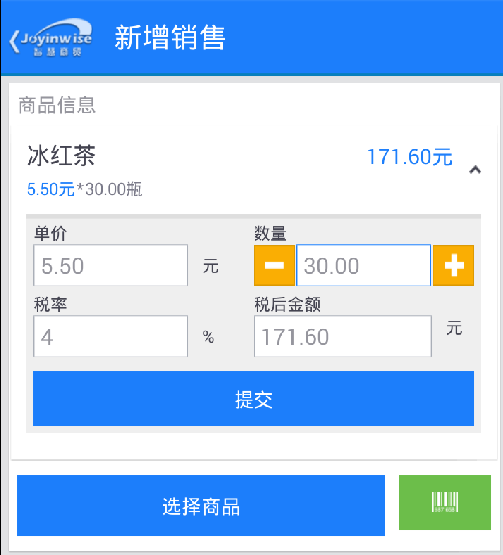 Joyinwise
智慧商贸
新增销售
商品信息
冰红茶
171.60元
5.50元*30.00瓶
单价
数量
5.50
元
30.00
税率
税后金额
4
%
171.60
元
提交
选择商品